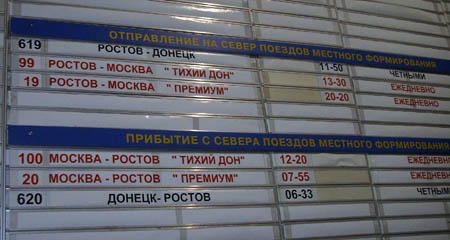 ОТПРАВЛЕНИЕ НА СЕВЕР ПОЕЗДОВ МЕСТНОГО ФОРМИРОВАНИЯ
619 РОСТОВ - ДОНЕЦК 11-50 ЧЕТНЫМИ
99 РОСТОВ - МОСКВА " ТИХИЙ ДОН" 13-30 ЕЖЕДНЕВНО
19 РОСТОВ - МОСКВА " ПРЕМИУМ" 20-20 ЕЖЕДНЕВНО
ПРИБЫТИЕ С СЕВЕРА ПОЕЗДОВ МЕСТНОГО ФОРМИРОВАНИЯ
100 МОСКВА - РОСТОВ " ТИХИЙ ДОН" 12-20 ЕЖЕДНЕВНО
20 МОСКВА - РОСТОВ " ПРЕМИУМ" 07-55 ЕЖЕДНЕВНО
620 ДОНЕЦК- РОСТОВ 06-33 ЧЕТНЫМ